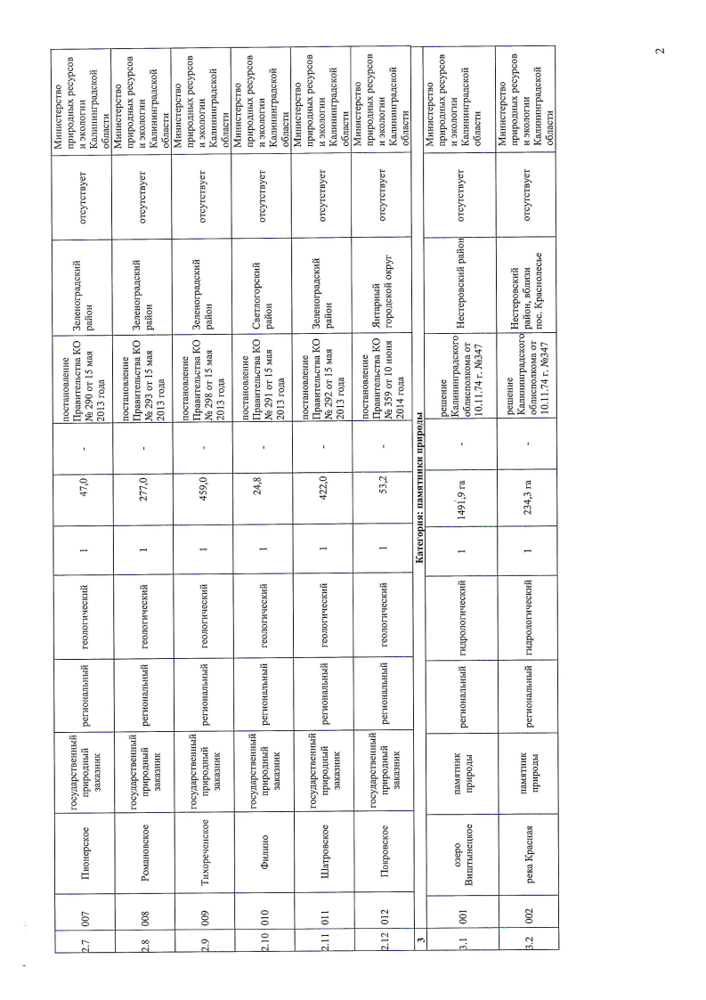 2
2.7
007
Пионерское
государственный
природный
заказник
региональный
геологический
1
47,0
-
постановление
Правительства КО
№ 290 от 15 мая
2013 года
Зеленоградский
район
отсутствует
Министерство
природных ресурсов
и экологии
Калининградской
области
2.8
008
Романовское
государственный
природный
заказник
региональный
геологический
1
277,0
-
постановление
Правительства КО
№ 293 от 15 мая
2013 года
Зеленоградский
район
отсутствует
Министерство
природных ресурсов
и экологии
Калининградской
области
2.9
009
Тихореченское
государственный
природный
заказник
региональный
геологический
1
459,0
-
постановление
Правительства КО
№ 298 от 15 мая
2013 года
Зеленоградский
район
отсутствует
Министерство
природных ресурсов
и экологии
Калининградской
области
2.10
010
Филино
государственный
природный
заказник
региональный
геологический
1
24,8
-
постановление
Правительства КО
№ 291 от 15 мая
2013 года
Светлогорский
район
отсутствует
Министерство
природных ресурсов
и экологии
Калининградской
области
2.11
011
Шатровское
государственный
природный
заказник
региональный
геологический
1
422,0
-
постановление
Правительства КО
№ 292 от 15 мая
2013 года
Зеленоградский
район
отсутствует
Министерство
природных ресурсов
и экологии
Калининградской
области
2.12
012
Покровское
государственный
природный
заказник
региональный
геологический
1
53,2
-
постановление
Правительства КО
№ 359 от 10 июня
2014 года
Янтарный
городской округ
отсутствует
Министерство
природных ресурсов
и экологии
Калининградской
области
3
Категория: памятники природы
3.1
001
озеро
Виштынецкое
памятник
природы
региональный
гидрологический
1
1491,9 га
-
решение
Калининградского
облисполкома от
10.11.74 г. №347
Нестеровский район
отсутствует
Министерство
природных ресурсов
и экологии
Калининградской
области
3.2
002
река Красная
памятник
природы
региональный
гидрологический
1
234,3 га
-
решение
Калининградского
облисполкома от
10.11.74 г. №347
Нестеровский
район, вблизи
пос. Краснолесье
отсутствует
Министерство
природных ресурсов
и экологии
Калининградской
области